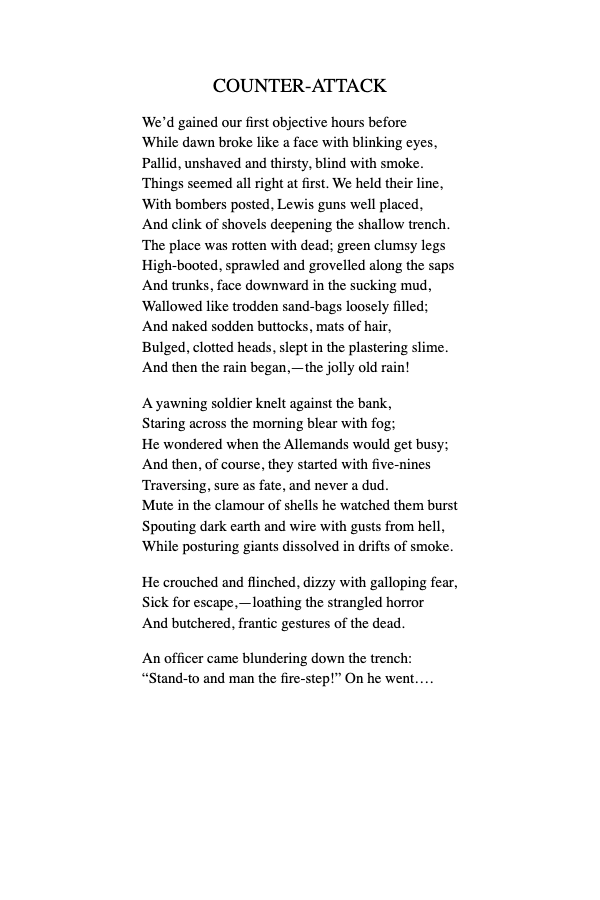 COUNTER-ATTACK
We’d gained our first objective hours before
While dawn broke like a face with blinking eyes,
Pallid, unshaved and thirsty, blind with smoke.
Things seemed all right at first. We held their line,
With bombers posted, Lewis guns well placed,
And clink of shovels deepening the shallow trench.
The place was rotten with dead; green clumsy legs
High-booted, sprawled and grovelled along the saps
And trunks, face downward in the sucking mud,
Wallowed like trodden sand-bags loosely filled;
And naked sodden buttocks, mats of hair,
Bulged, clotted heads, slept in the plastering slime.
And then the rain began,—the jolly old rain!
A yawning soldier knelt against the bank,
Staring across the morning blear with fog;
He wondered when the Allemands would get busy;
And then, of course, they started with five-nines
Traversing, sure as fate, and never a dud.
Mute in the clamour of shells he watched them burst
Spouting dark earth and wire with gusts from hell,
While posturing giants dissolved in drifts of smoke.
He crouched and flinched, dizzy with galloping fear,
Sick for escape,—loathing the strangled horror
And butchered, frantic gestures of the dead.
An officer came blundering down the trench:
“Stand-to and man the fire-step!” On he went….